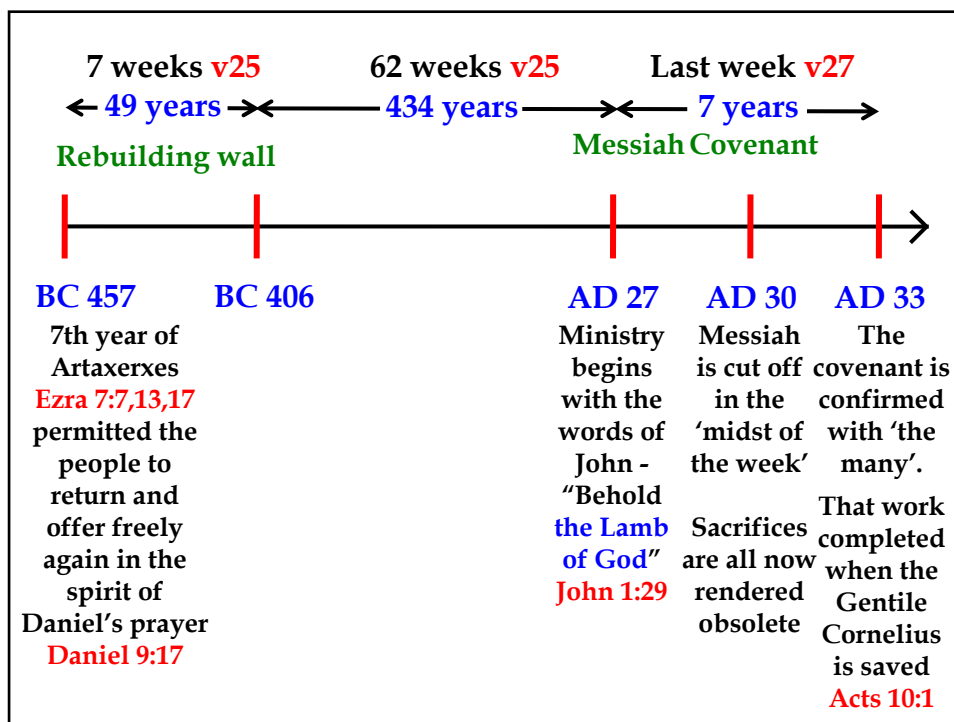 7 weeks v25
49 years
Rebuilding wall
62 weeks v25
434 years
Last week v27
7 years
Messiah Covenant
BC 457
7th year of
Artaxerxes
Ezra 7:7,13,17
permitted the
people to
return and
offer freely
again in the
spirit of
Daniel's prayer
Daniel 9:17
BC 406
AD 27
Ministry
begins
with the
words of
John -
“Behold
the Lamb
of God”
John 1:29
AD 30
Messiah
is cut off
in the
‘midst of
the week’
Sacrifices
are all now
rendered
obsolete
AD 33
The
covenant is
confirmed
with ‘the
many’.
That work
completed
when the
Gentile
Cornelius
is saved
Acts 10:1